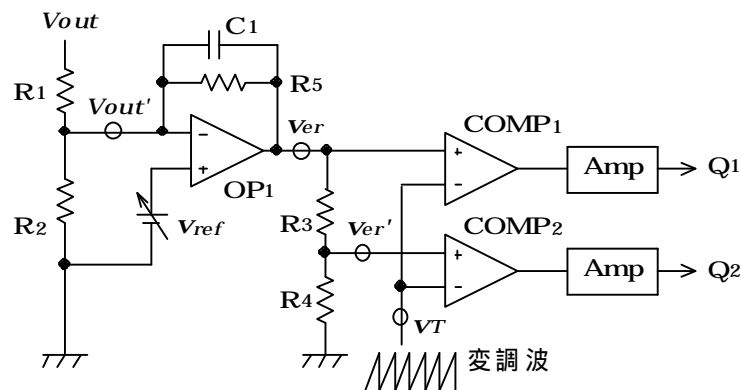 Vout
C1
R1
R5
Vout'
Ver
COMP1
Amp
Q1
OP1
R2
Vref
R3
Ver'
COMP2
Amp
Q2
R4
VT
変調波